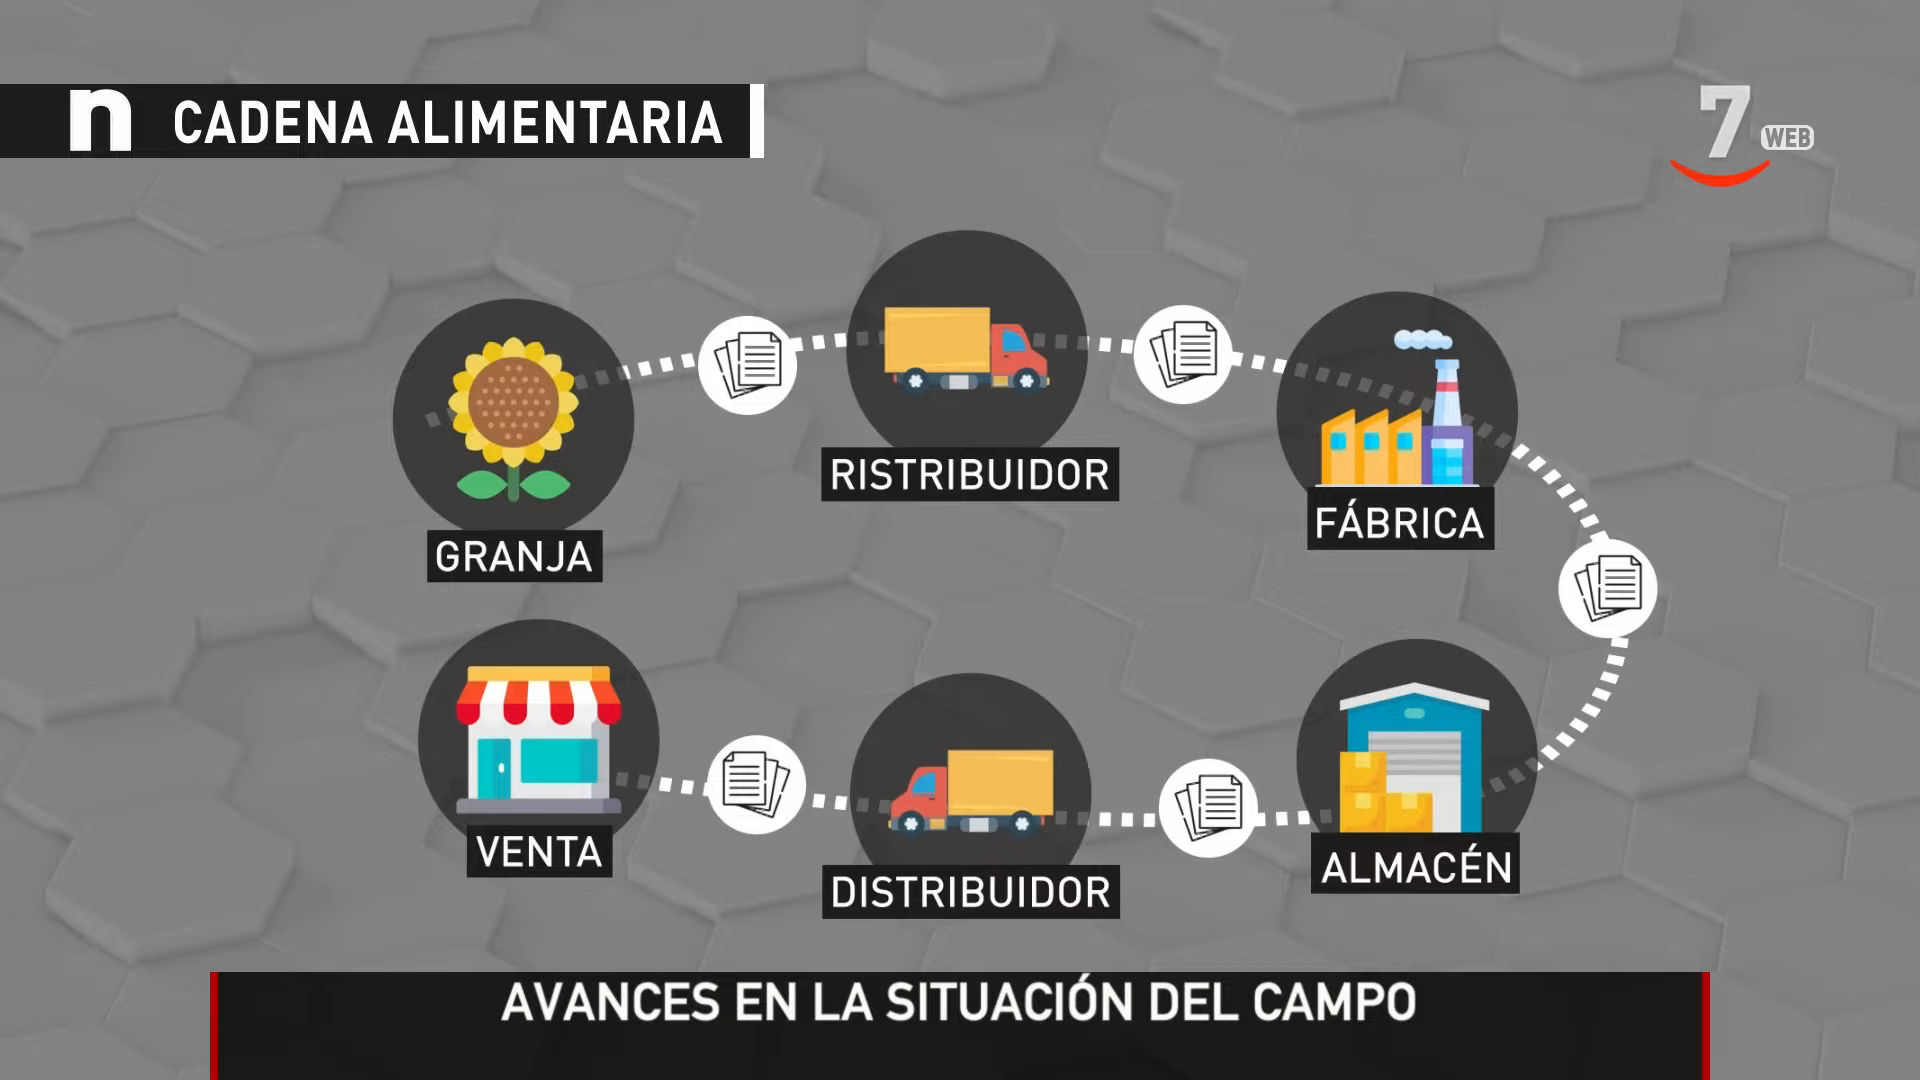 n CADENA ALIMENTARIA
7 WEB
RISTRIBUIDOR
FÁBRICA
GRANJA
VENTA
DISTRIBUIDOR
ALMACÉN
AVANCES EN LA SITUACIÓN DEL CAMPO